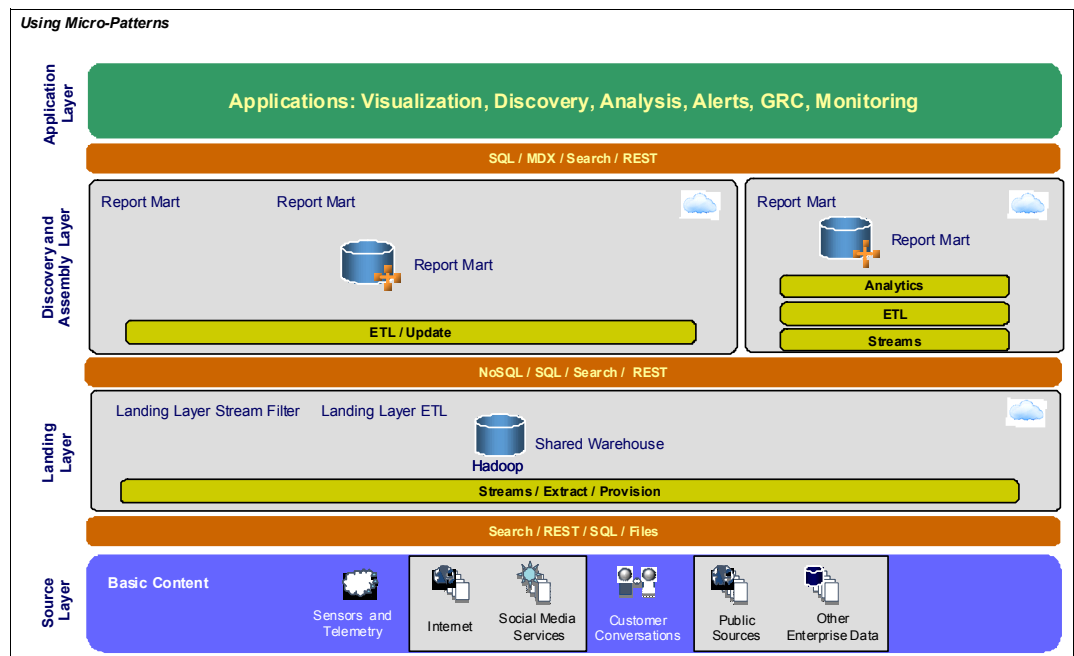 Using Micro-Patterns
Application
Layer
Applications: Visualization, Discovery, Analysis, Alerts, GRC, Monitoring
SQL / MDX / Search / REST
Discovery and
Assembly Layer
Report Mart
Report Mart
Report Mart
ETL / Update
Report Mart
Report Mart
Analytics
ETL
Streams
NoSQL / SQL / Search / REST
Landing
Layer
Landing Layer Stream Filter
Landing Layer ETL
Shared Warehouse
Hadoop
Streams / Extract / Provision
Search / REST / SQL / Files
Source
Layer
Basic Content
Sensors and
Telemetry
Internet
Social Media
Services
Customer
Conversations
Public
Sources
Other
Enterprise Data